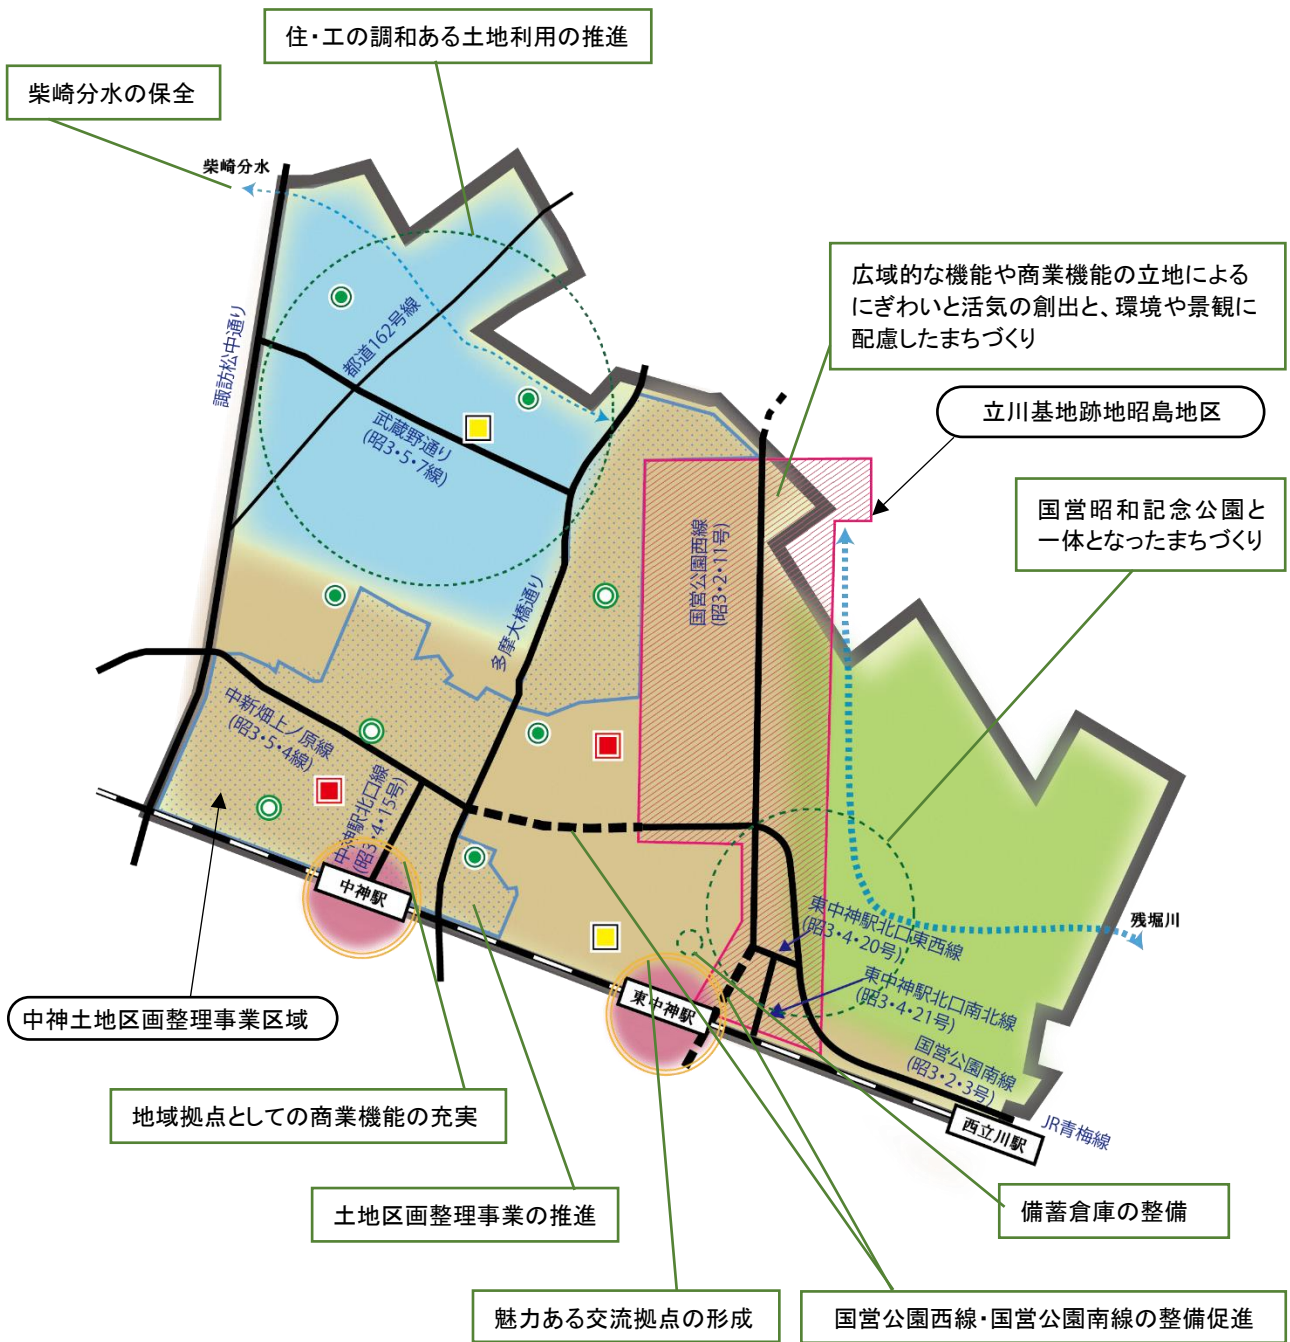 住・工の調和ある土地利用の推進
柴崎分水の保全
柴崎分水
広域的な機能や商業機能の立地による
にぎわいと活気の創出と、環境や景観に
配慮したまちづくり
諏訪松中通り
都道162号線
立川基地跡地昭島地区
武蔵野通り
(昭3・5・7線)
国営昭和記念公園と
一体となったまちづくり
国営公園西線
(昭3・2・11号)
多摩大橋通り
中新畑上ノ原線
(昭3・5・4線)
中神駅北口線
(昭3・4・15号)
中神駅
東中神駅北口東西線
(昭3・4・20号)
残堀川
東中神駅北口南北線
(昭3・4・21号)
東中神駅
中神土地区画整理事業区域
国営公園南線
(昭3・2・3号)
地域拠点としての商業機能の充実
西立川駅
JR青梅線
土地区画整理事業の推進
備蓄倉庫の整備
魅力ある交流拠点の形成
国営公園西線・国営公園南線の整備促進